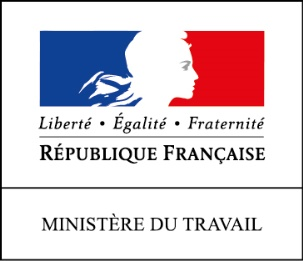 Liberté • Égalité • Fraternité
RÉPUBLIQUE FRANÇAISE
MINISTÈRE DU TRAVAIL